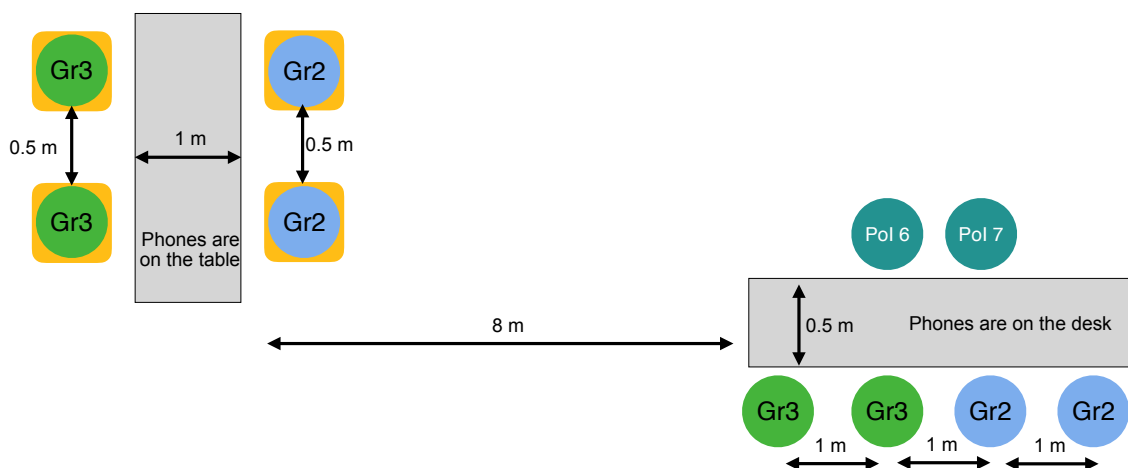 Gr3
Gr2
0.5 m
1 m
0.5 m
Gr3
Gr2
Phones are
on the table
Pol 6
Pol 7
8 m
0.5 m
Phones are on the desk
Gr3
Gr3
Gr2
Gr2
1 m
1 m
1 m